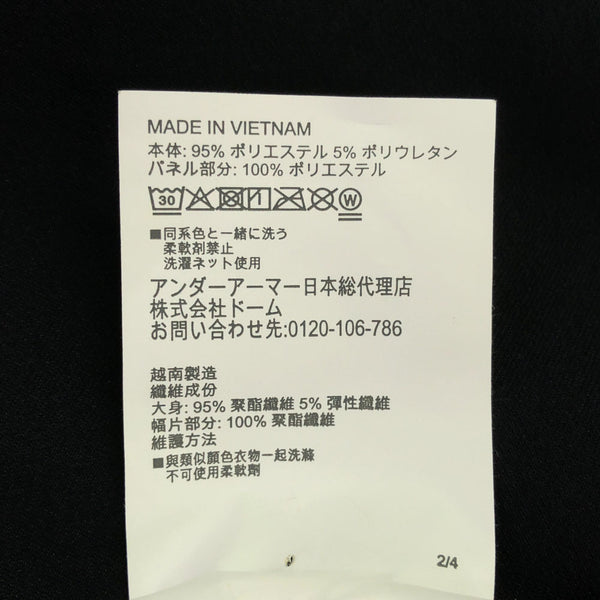 MADE IN VIETNAM
本体: 95% ポリエステル 5% ポリウレタン
パネル部分: 100% ポリエステル
30 W
■同系色と一緒に洗う
柔軟剤禁止
洗濯ネット使用
アンダーアーマー日本総代理店
株式会社ドーム
お問い合わせ先:0120-106-786
越南製造
纖維成份
大身: 95% 聚酯纖維 5% 彈性纖維
幅片部分: 100% 聚酯纖維
維護方法
■與類似顏色衣物一起洗滌
不可使用柔軟劑
2/4